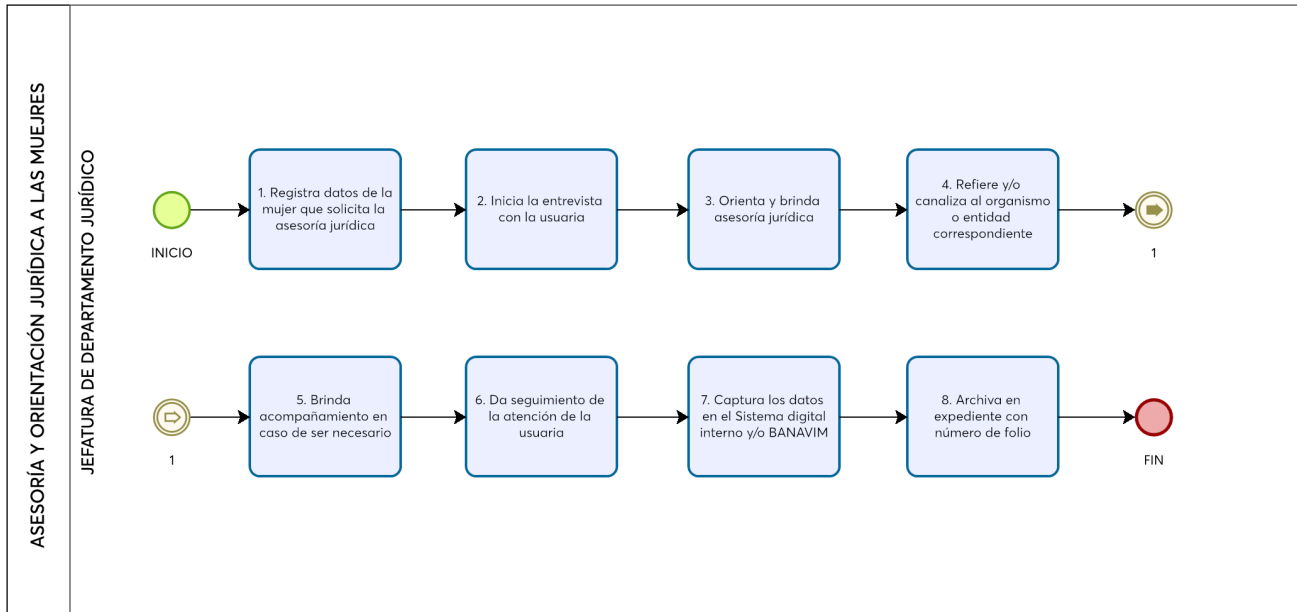 ASESORÍA Y ORIENTACIÓN JURÍDICA A LAS MUEJRES
JEFATURA DE DEPARTAMENTO JURÍDICO
INICIO
1. Registra datos de la
mujer que solicita la
asesoría jurídica
2. Inicia la entrevista
con la usuaria
3. Orienta y brinda
asesoría jurídica
4. Refiere y/o
canaliza al organismo
o entidad
correspondiente
1
1
5. Brinda
acompañamiento en
caso de ser necesario
6. Da seguimiento de
la atención de la
usuaria
7. Captura los datos
en el Sistema digital
interno y/o BANAVIM
8. Archiva en
expediente con
número de folio
FIN